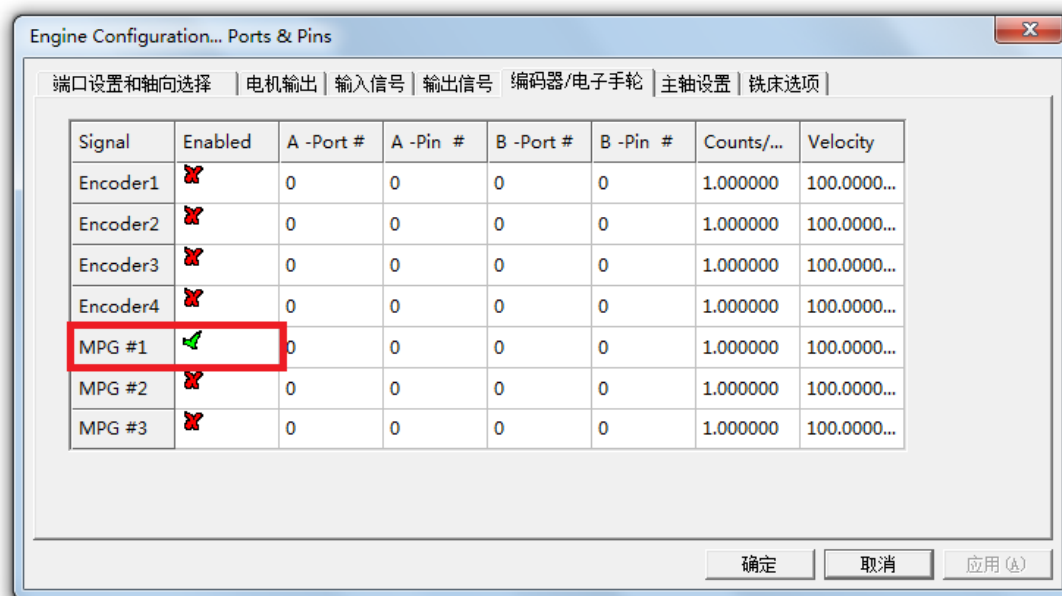 Engine Configuration... Ports & Pins
端口设置和轴向选择 电机输出 输入信号 输出信号 编码器/电子手轮 主轴设置 铣床选项
Signal Enabled A -Port # A -Pin # B -Port # B -Pin # Counts/... Velocity
Encoder1 0 0 0 0 1.000000 100.0000...
Encoder2 0 0 0 0 1.000000 100.0000...
Encoder3 0 0 0 0 1.000000 100.0000...
Encoder4 0 0 0 0 1.000000 100.0000...
MPG #1 0 0 0 0 1.000000 100.0000...
MPG #2 0 0 0 0 1.000000 100.0000...
MPG #3 0 0 0 0 1.000000 100.0000...
确定 取消 应用(A)